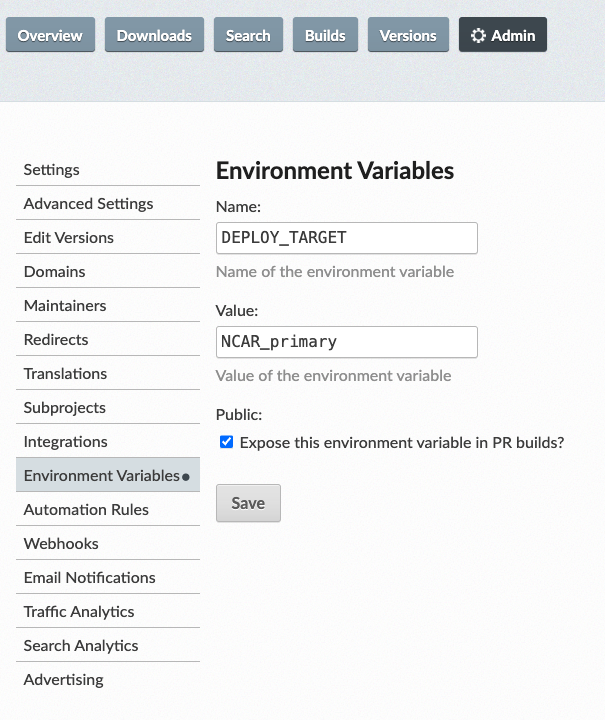 Overview Downloads Search Builds Versions Admin
Settings
Advanced Settings
Edit Versions
Domains
Maintainers
Redirects
Translations
Subprojects
Integrations
Environment Variables
Automation Rules
Webhooks
Email Notifications
Traffic Analytics
Search Analytics
Advertising
Environment Variables
Name:
DEPLOY_TARGET
Name of the environment variable
Value:
NCAR_primary
Value of the environment variable
Public:
Expose this environment variable in PR builds?
Save